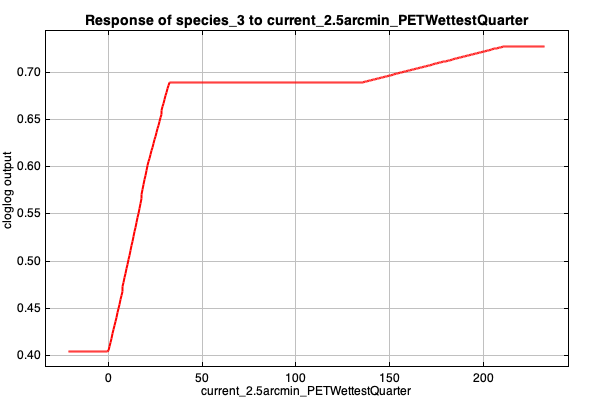 Response of species_3 to current_2.5arcmin_PETWettestQuarter
cloglog output
0.70
0.65
0.60
0.55
0.50
0.45
0.40
0 50 100 150 200
current_2.5arcmin_PETWettestQuarter